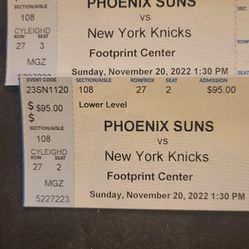 PHOENIX SUNS
SECTION/AISLE
VS
108
New York Knicks
CYLEIGHD
ROW SEAT
27 3
Footprint Center
MGZ
Sunday, November 20, 2022 1:30 PM
5227223
EVENT CODE SECTION/AISLE ROW SEAT ADMISSION
23SN1120 108 27 2 $95.00
$ $95.00
Lower Level
$
PHOENIX SUNS
SECTION/AISLE
VS
108
New York Knicks
CYLEIGHD
ROW SEAT
27 2
Footprint Center
MGZ
Sunday, November 20, 2022 1:30 PM
5227223